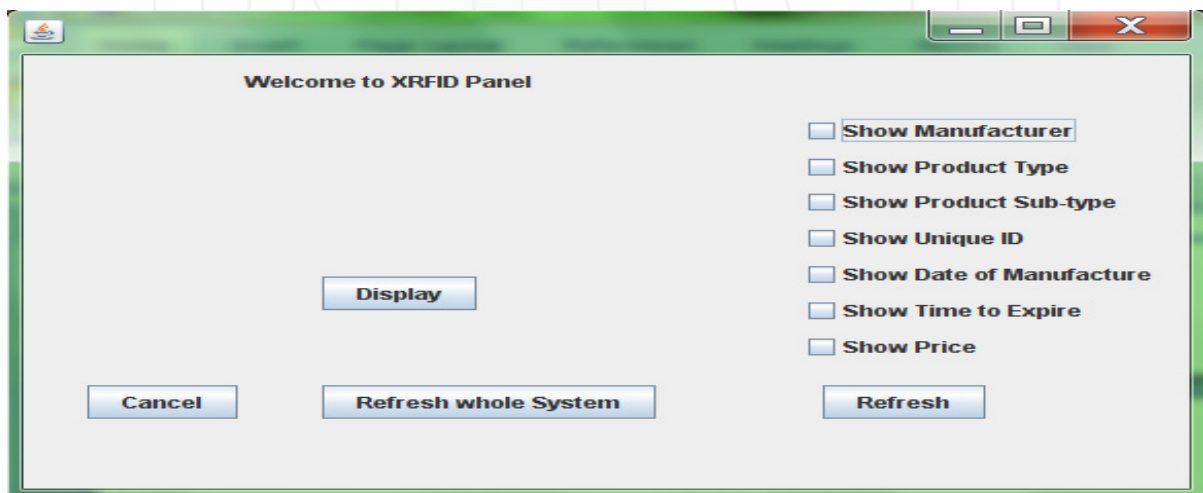 Welcome to XRFID Panel
Show Manufacturer
Show Product Type
Show Product Sub-type
Show Unique ID
Show Date of Manufacture
Show Time to Expire
Show Price
Display
Cancel
Refresh whole System
Refresh